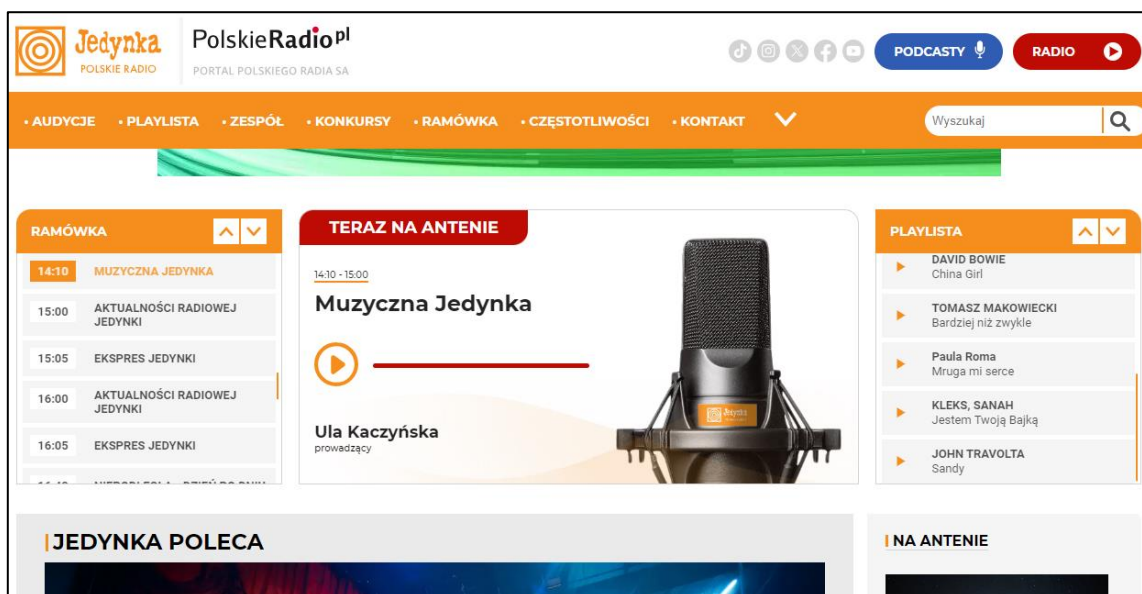 Jedynka
POLSKIE RADIO
PolskieRadio.pl
PORTAL POLSKIEGO RADIA SA
PODCASTY
RADIO
• AUDYCJE • PLAYLISTA • ZESPÓŁ • KONKURSY • RAMÓWKA • CZĘSTOTLIWOŚCI • KONTAKT
Wyszukaj
RAMÓWKA
14:10 MUZYCZNA JEDYNKA
15:00 AKTUALNOŚCI RADIOWEJ
JEDYNKI
15:05 EKSPRES JEDYNKI
16:00 AKTUALNOŚCI RADIOWEJ
JEDYNKI
16:05 EKSPRES JEDYNKI
TERAZ NA ANTENIE
14:10 - 15:00
Muzyczna Jedynka
Ula Kaczyńska
prowadzący
Jedynka
PLAYLISTA
DAVID BOWIE
China Girl
TOMASZ MAKOWIECKI
Bardziej niż zwykle
Paula Roma
Mruga mi serce
KLEKS, SANAH
Jestem Twoją Bajką
JOHN TRAVOLTA
Sandy
JEDYNKA POLECA
NA ANTENIE